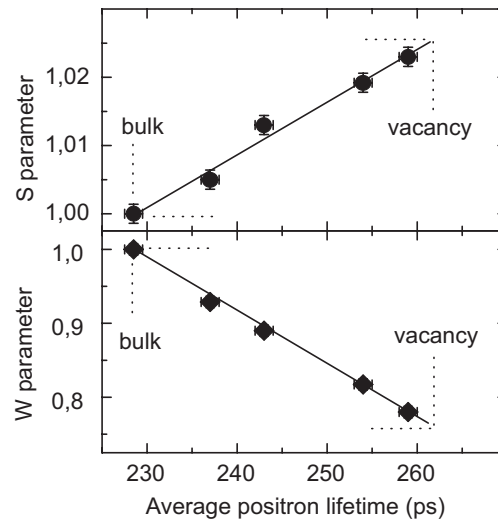 S parameter
1,02
1,01
1,00
bulk
vacancy
W parameter
1,0
0,9
0,8
bulk
vacancy
230 240 250 260
Average positron lifetime (ps)